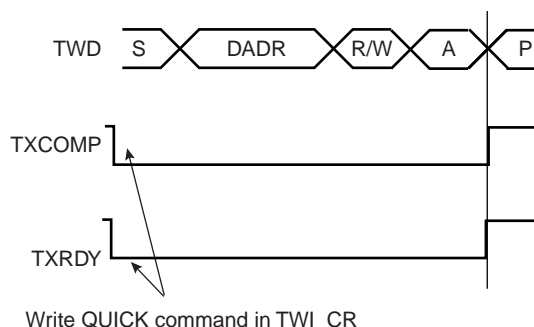 TWD S DADR R/W A P
TXCOMP
TXRDY
Write QUICK command in TWI_CR